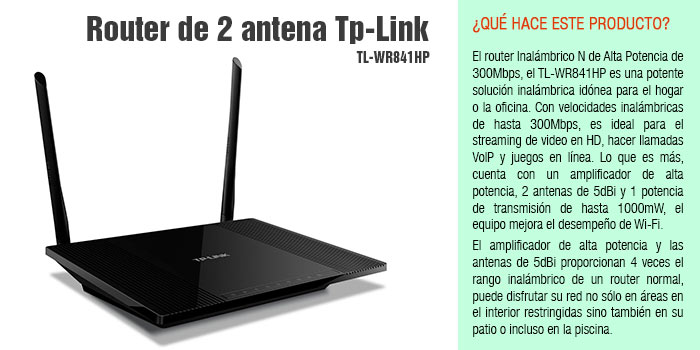 Router de 2 antena Tp-Link
TL-WR841HP
TP-LINK
¿QUÉ HACE ESTE PRODUCTO?
El router Inalámbrico N de Alta Potencia de
300Mbps, el TL-WR841HP es una potente
solución inalámbrica idónea para el hogar
o la oficina. Con velocidades inalámbricas
de hasta 300Mbps, es ideal para el
streaming de video en HD, hacer llamadas
VoIP y juegos en línea. Lo que es más,
cuenta con un amplificador de alta
potencia, 2 antenas de 5dBi y 1 potencia
de transmisión de hasta 1000mW, el
equipo mejora el desempeño de Wi-Fi.
El amplificador de alta potencia y las
antenas de 5dBi proporcionan 4 veces el
rango inalámbrico de un router normal,
puede disfrutar su red no sólo en áreas en
el interior restringidas sino también en su
patio o incluso en la piscina.